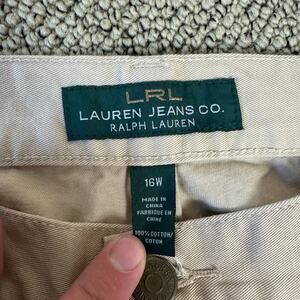 LRL
LAUREN JEANS CO.
RALPH LAUREN
16W
MADE IN
CHINA
FABRIQUE EN
CHINE
100% COTTON/
COTON